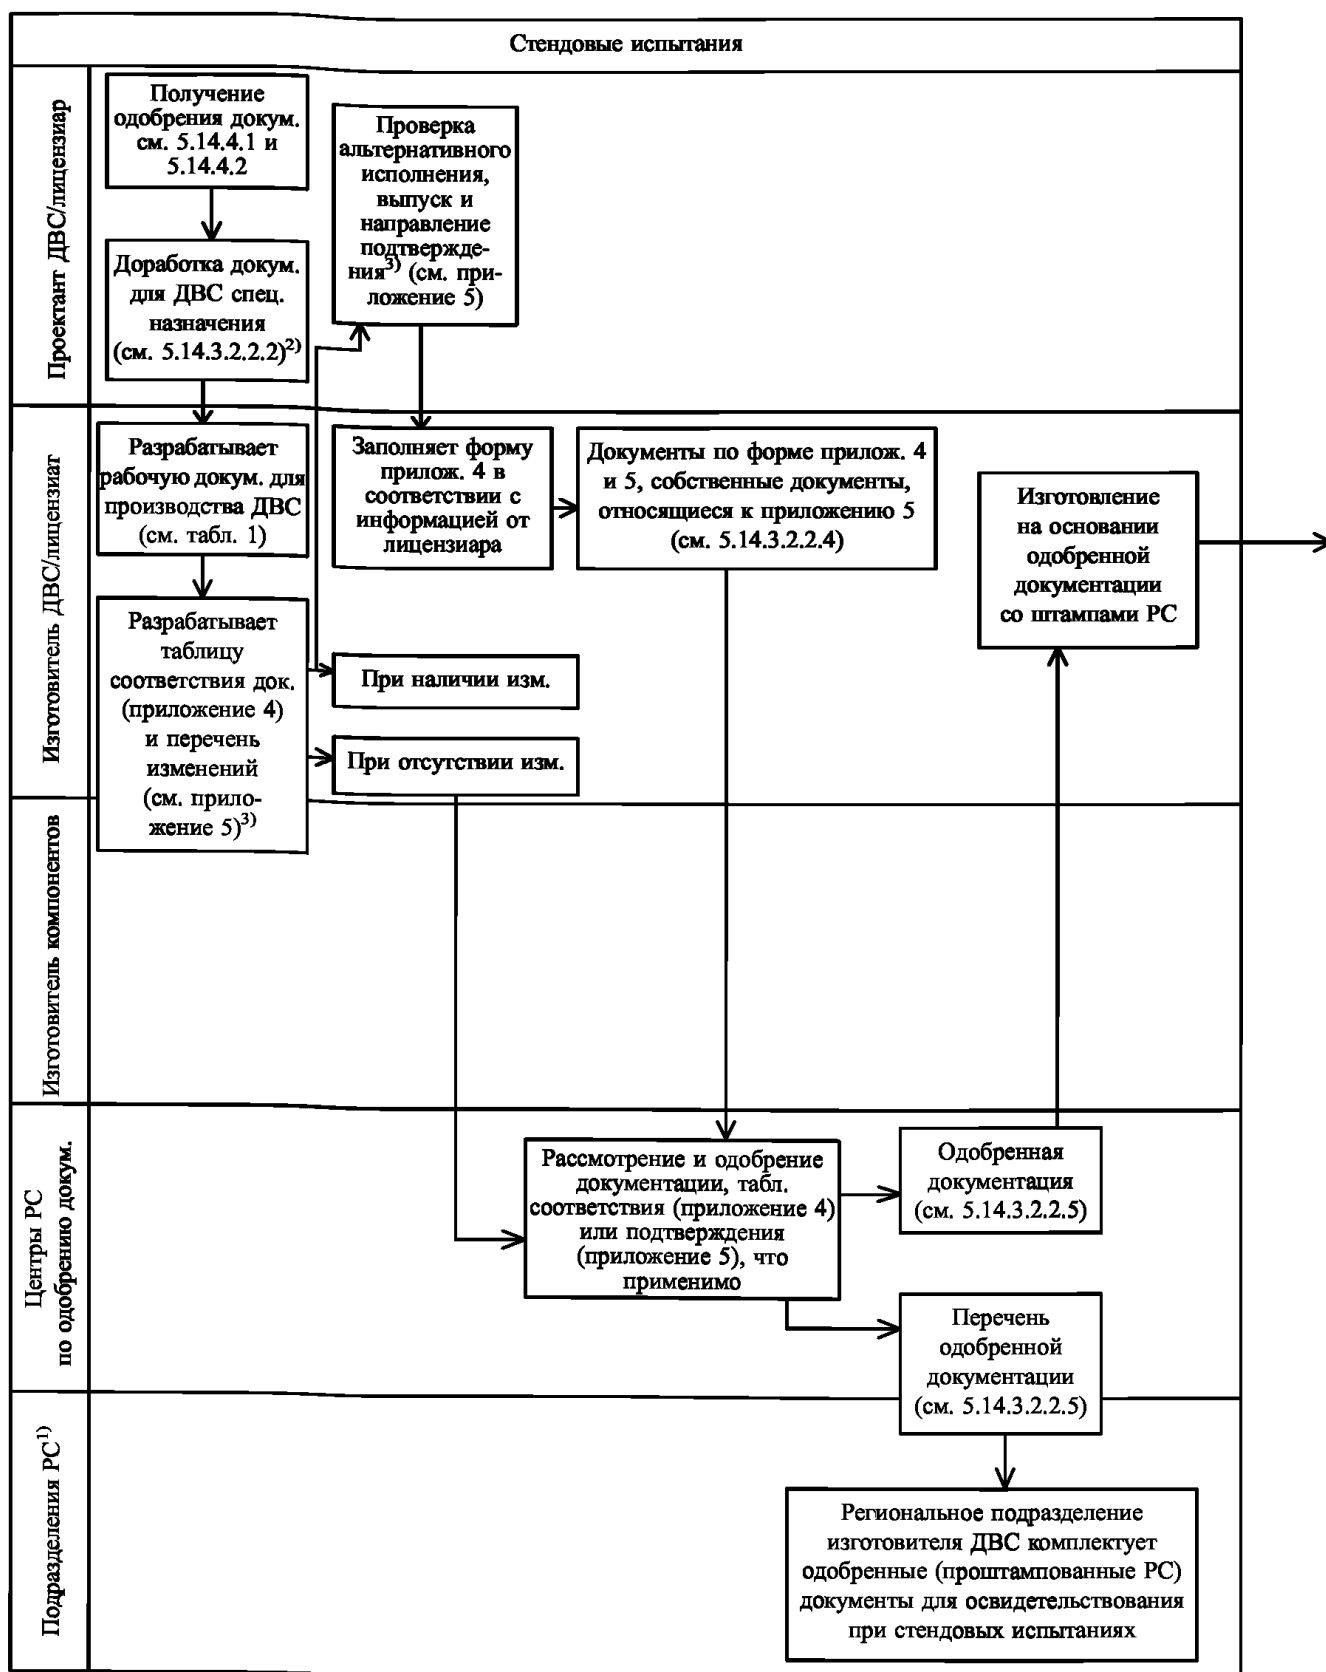 Стендовые испытания
Проектант ДВС/лицензиар
Получение
одобрения докум.
см. 5.14.4.1 и
5.14.4.2
Доработка докум.
для ДВС спец.
назначения
(см. 5.14.3.2.2.2)²⁾
Проверка
альтернативного
исполнения,
выпуск и
направление
подтвержде-
ния³⁾ (см. при-
ложение 5)
Изготовитель ДВС/лицензиат
Разрабатывает
рабочую докум. для
производства ДВС
(см. табл. 1)
Разрабатывает
таблицу
соответствия док.
(приложение 4)
и перечень
изменений
(см. прило-
жение 5)³⁾
Заполняет форму
прилож. 4 в
соответствии с
информацией от
лицензиара
При наличии изм.
При отсутствии изм.
Документы по форме прилож. 4
и 5, собственные документы,
относящиеся к приложению 5
(см. 5.14.3.2.2.4)
Изготовление
на основании
одобренной
документации
со штампами РС
Изготовитель компонентов
Центры РС
по одобрению докум.
Рассмотрение и одобрение
документации, табл.
соответствия (приложение 4)
или подтверждения
(приложение 5), что
применимо
Одобренная
документация
(см. 5.14.3.2.2.5)
Перечень
одобренной
документации
(см. 5.14.3.2.2.5)
Подразделения РС¹⁾
Региональное подразделение
изготовителя ДВС комплектует
одобренные (проштампованные РС)
документы для освидетельствования
при стендовых испытаниях